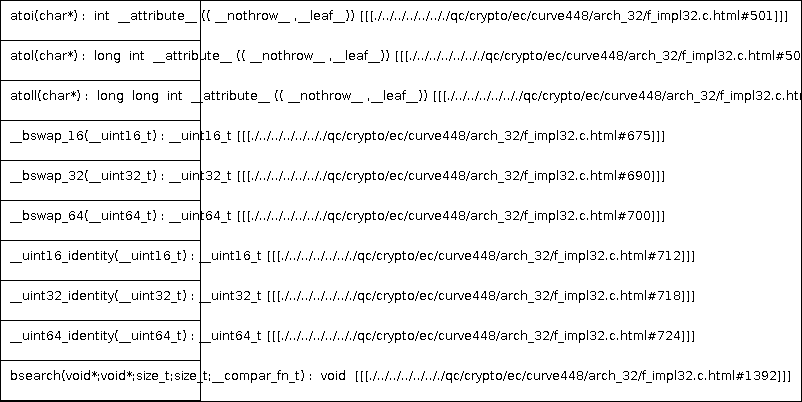 atoi(char*) : int __attribute__ (( __nothrow__ ,__leaf__)) [[[./../../../../../qc/crypto/ec/curve448/arch_32/f_impl32.c.html#501]]]
atol(char*) : long int __attribute__ (( __nothrow__ ,__leaf__)) [[[./../../../../../qc/crypto/ec/curve448/arch_32/f_impl32.c.html#50
atoll(char*) : long long int __attribute__ (( __nothrow__ ,__leaf__)) [[[./../../../../../qc/crypto/ec/curve448/arch_32/f_impl32.c.htm
__bswap_16(__uint16_t) : __uint16_t [[[./../../../../../qc/crypto/ec/curve448/arch_32/f_impl32.c.html#675]]]
__bswap_32(__uint32_t) : __uint32_t [[[./../../../../../qc/crypto/ec/curve448/arch_32/f_impl32.c.html#690]]]
__bswap_64(__uint64_t) : __uint64_t [[[./../../../../../qc/crypto/ec/curve448/arch_32/f_impl32.c.html#700]]]
__uint16_identity(__uint16_t) : __uint16_t [[[./../../../../../qc/crypto/ec/curve448/arch_32/f_impl32.c.html#712]]]
__uint32_identity(__uint32_t) : __uint32_t [[[./../../../../../qc/crypto/ec/curve448/arch_32/f_impl32.c.html#718]]]
__uint64_identity(__uint64_t) : __uint64_t [[[./../../../../../qc/crypto/ec/curve448/arch_32/f_impl32.c.html#724]]]
bsearch(void*;void*;size_t;size_t;__compar_fn_t) : void [[[./../../../../../qc/crypto/ec/curve448/arch_32/f_impl32.c.html#1392]]]